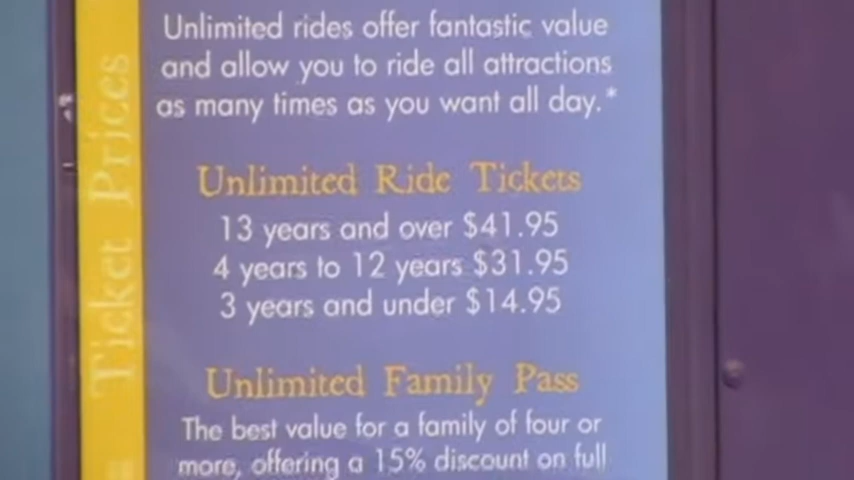 Ticket Prices
Unlimited rides offer fantastic value
and allow you to ride all attractions
as many times as you want all day.*
Unlimited Ride Tickets
13 years and over $41.95
4 years to 12 years $31.95
3 years and under $14.95
Unlimited Family Pass
The best value for a family of four or
more, offering a 15% discount on full